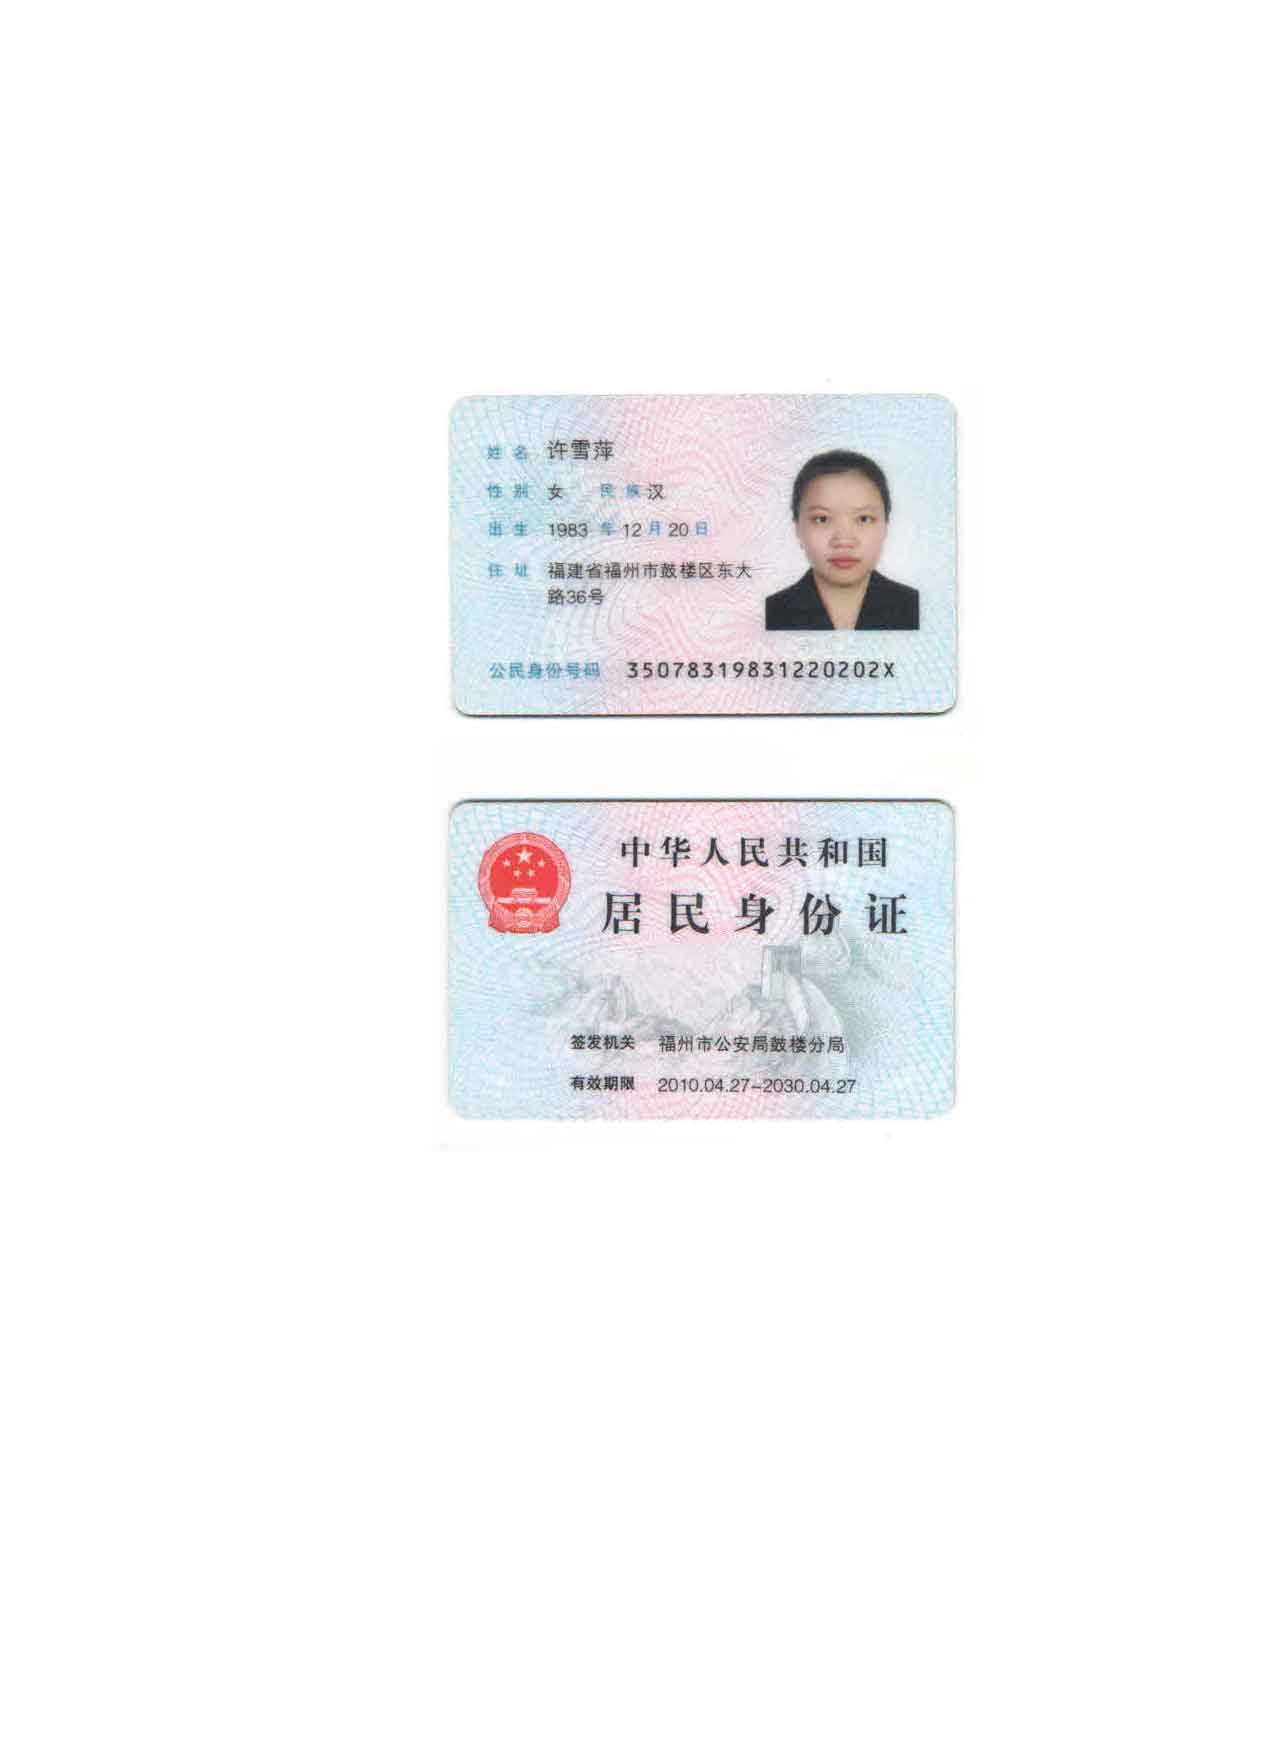 姓名 许雪萍
性别 女 民族 汉
出生 1983 年 12 月 20 日
住址 福建省福州市鼓楼区东大
路36号
公民身份号码 35078319831220202X
中华人民共和国
居民身份证
签发机关 福州市公安局鼓楼分局
有效期限 2010.04.27-2030.04.27